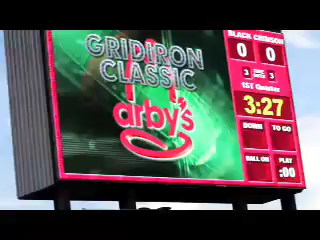 GRIDIRON
CLASSIC
arby's
BLACK CRIMSON
0 0
3 3
1ST Quarter
3:27
DOWN TO GO
BALL ON PLAY
:00